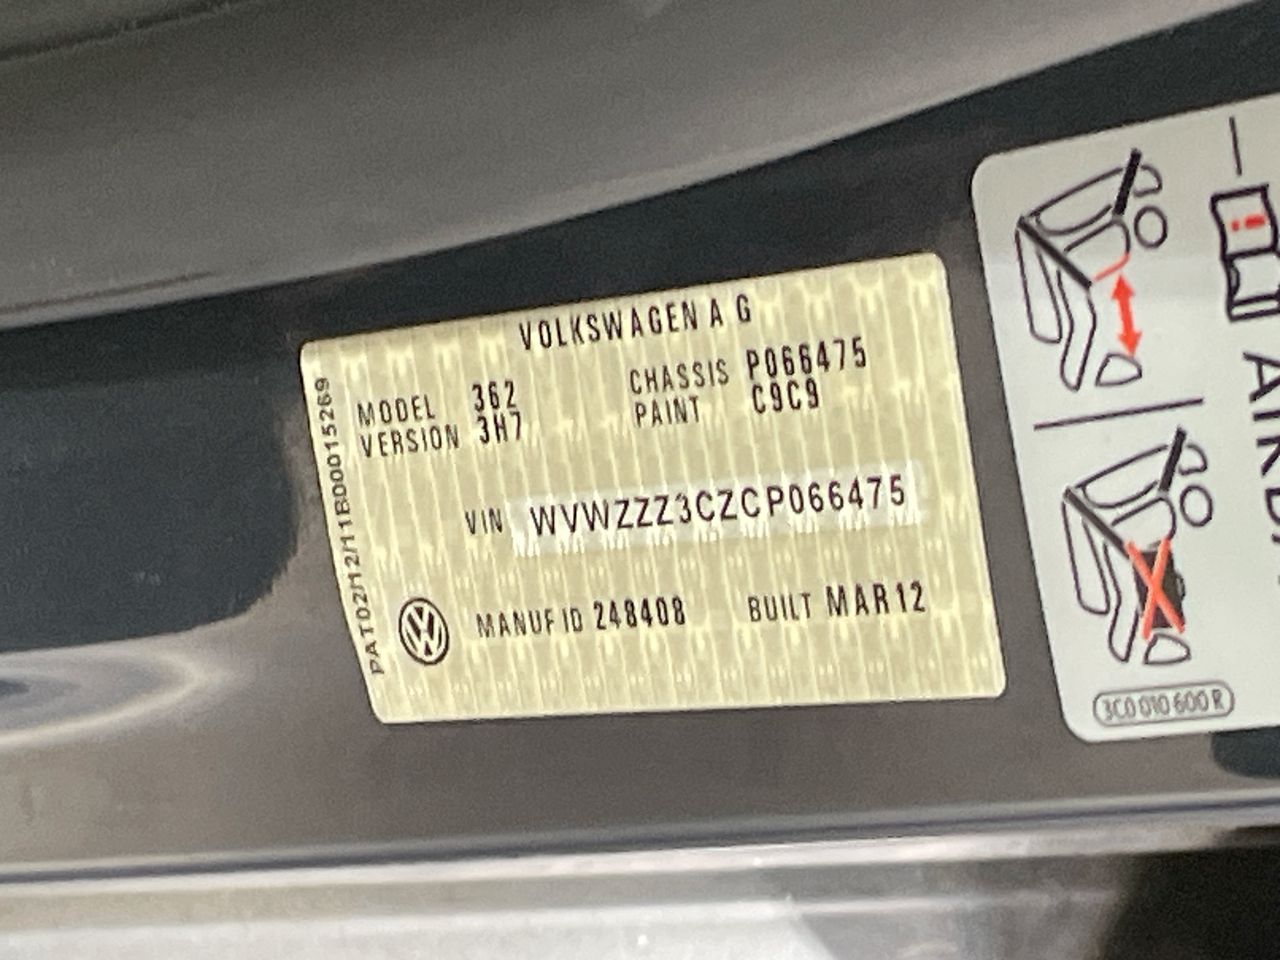 VOLKSWAGEN A G
MODEL 362 CHASSIS P066475
VERSION 3H7 PAINT C9C9
VIN WVWZZZ3CZCP066475
MANUF ID 248408 BUILT MAR12
PAT02/12/11B00015269
3C0 010 600 R